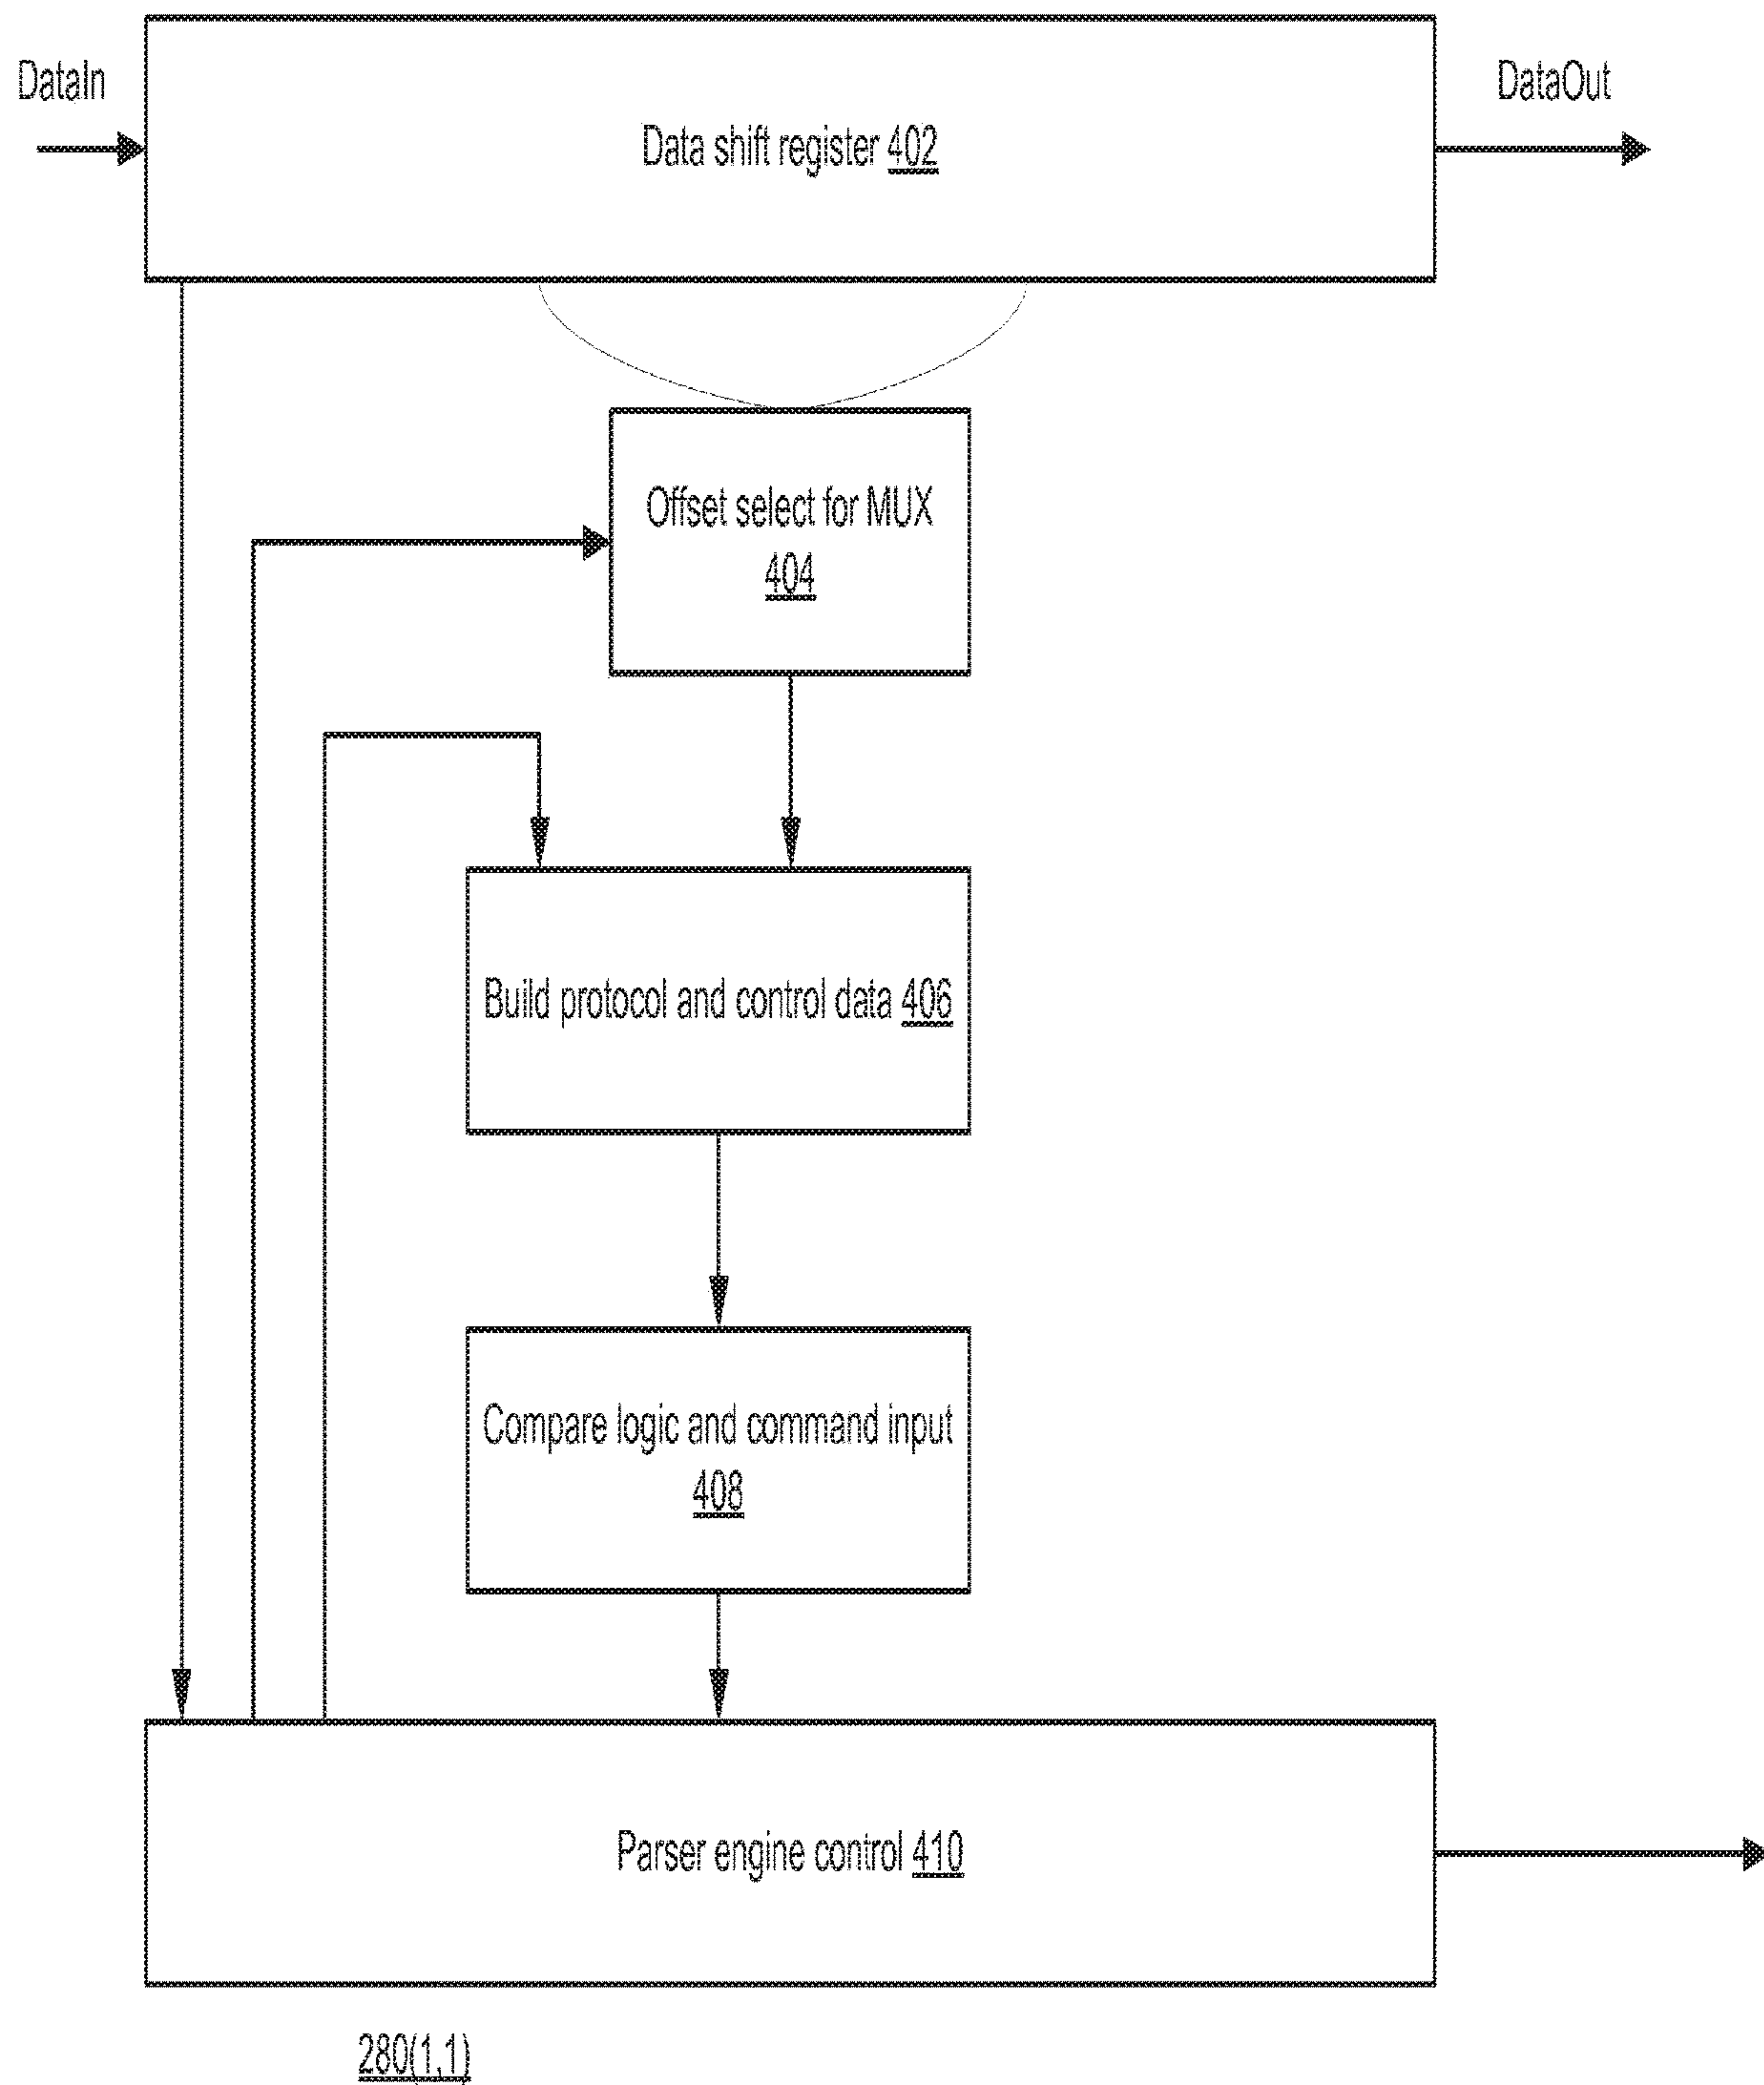 DataIn
DataOut
Data shift register 402
Offset select for MUX
404
Build protocol and control data 406
Compare logic and command input
408
Parser engine control 410
280(1,1)